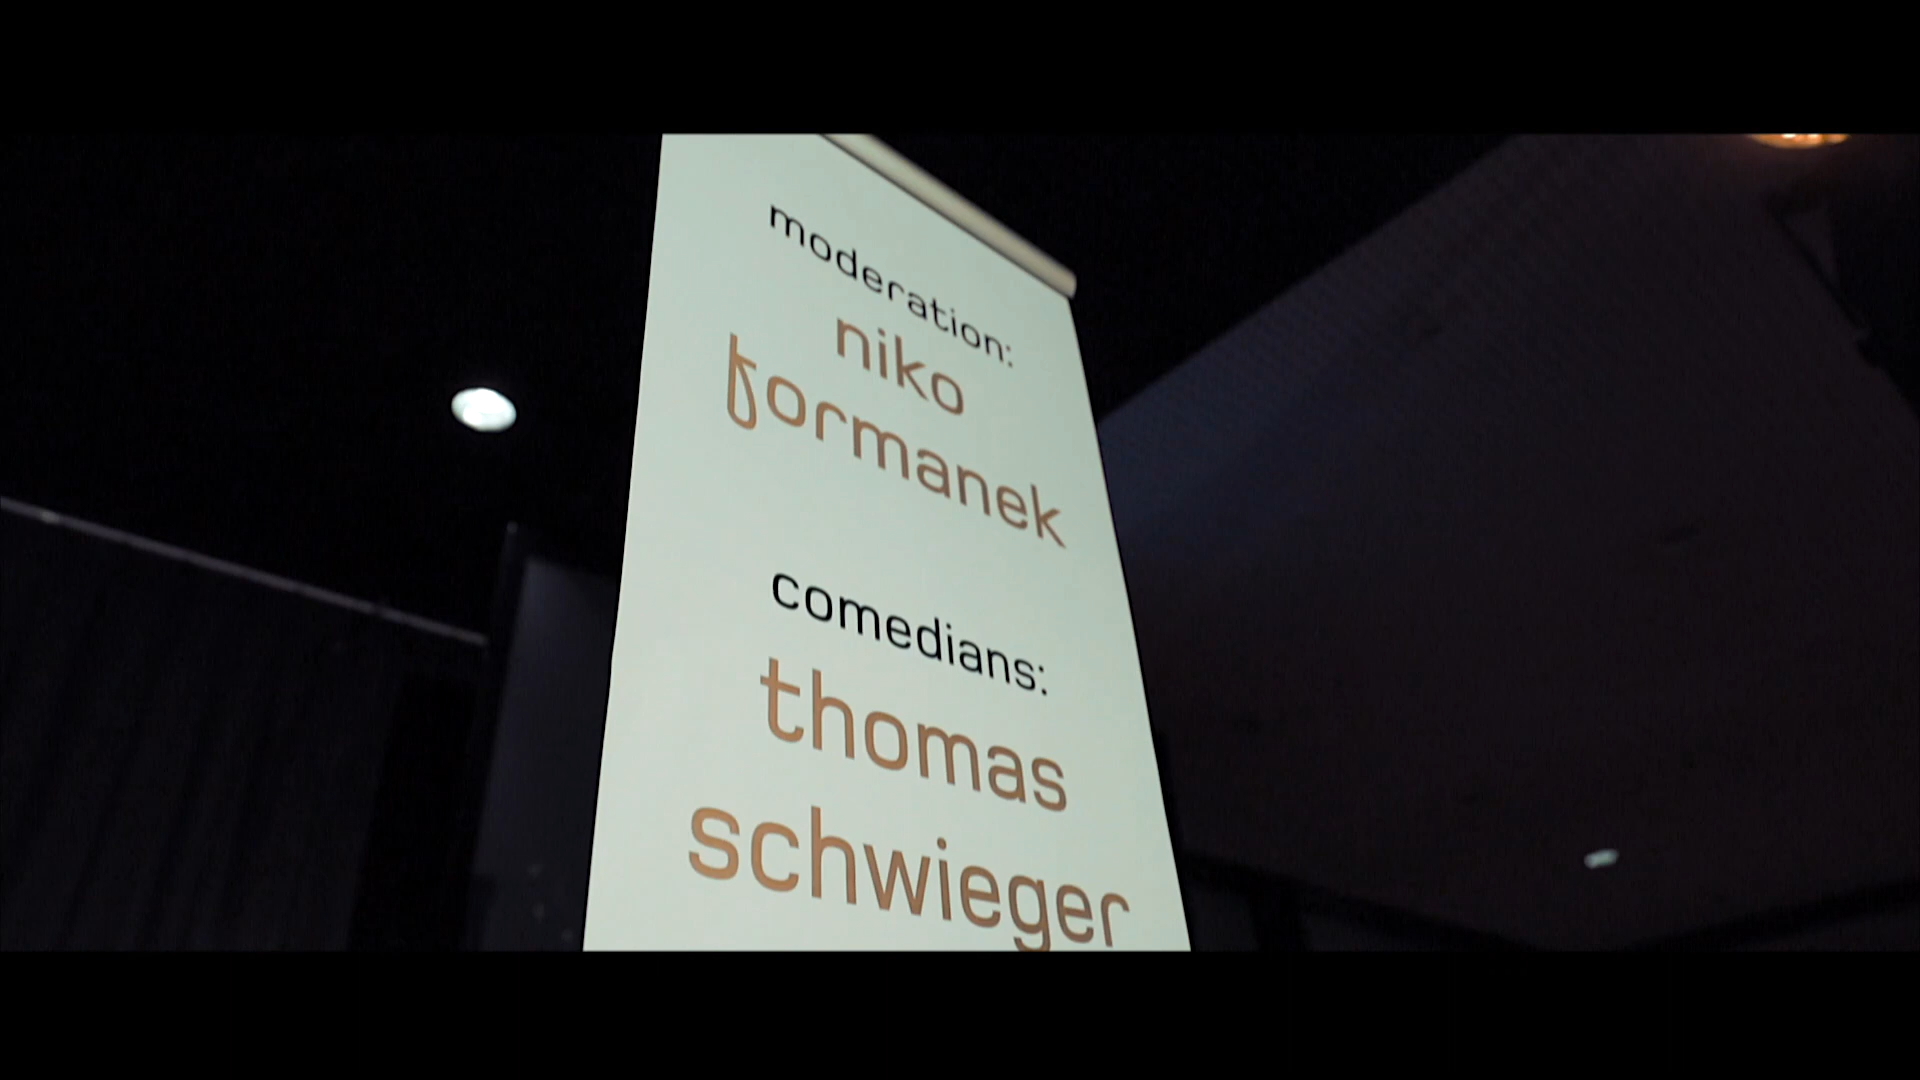 moderation:
niko
formanek
comedians:
thomas
schwieger